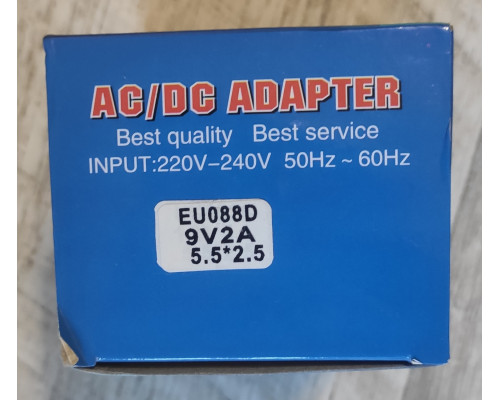 AC/DC ADAPTER
Best quality Best service
INPUT:220V–240V 50Hz ~ 60Hz
EU088D
9V2A
5.5*2.5